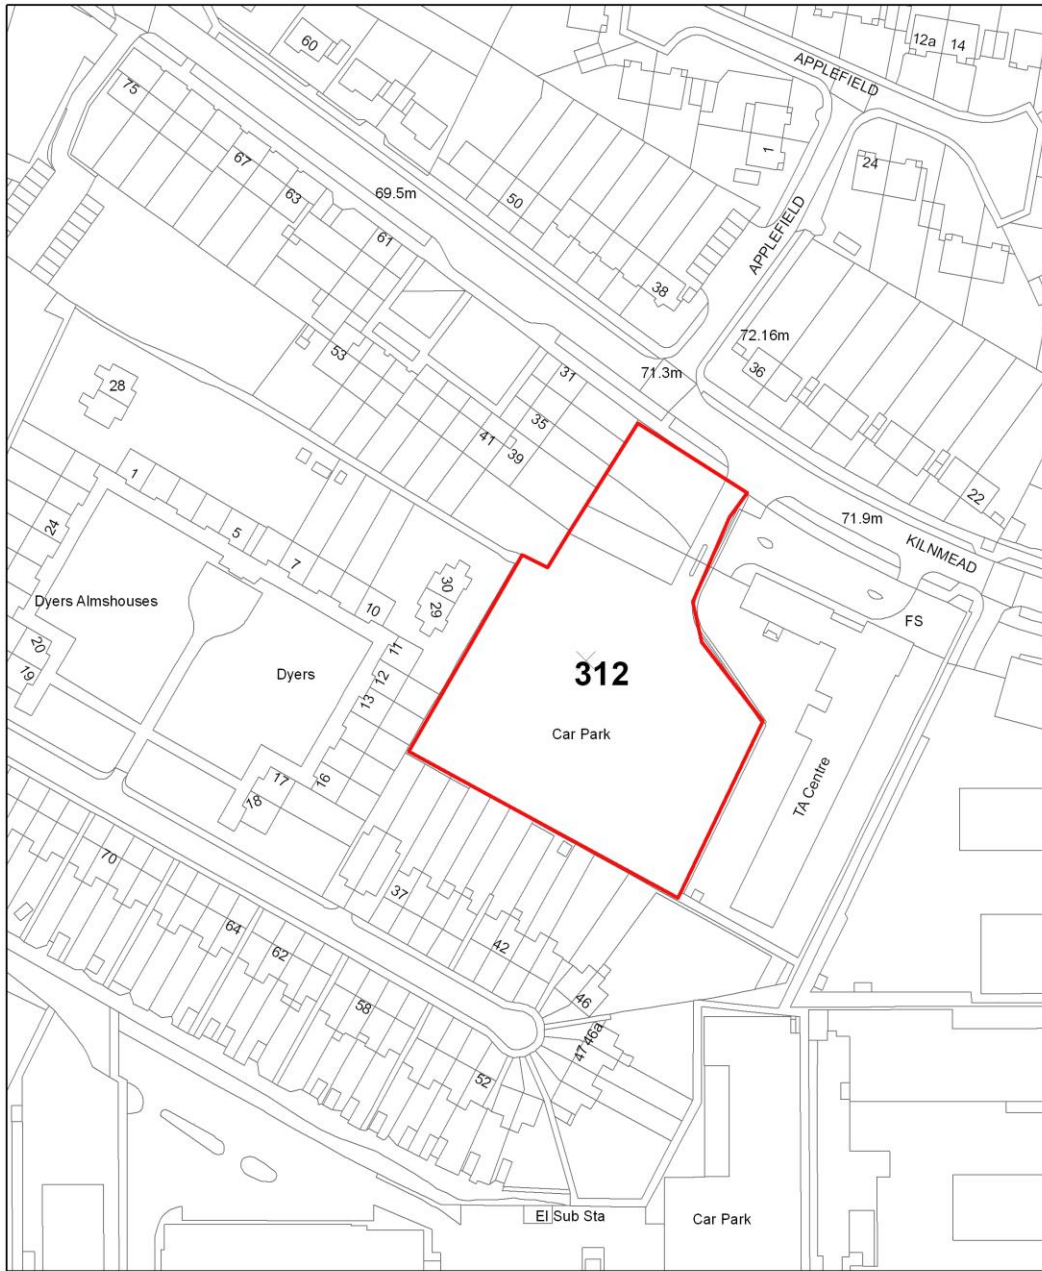 60
12a
14
APPLEFIELD
75
67
63
69.5m
50
1
24
APPLEFIELD
61
38
72.16m
53
31
71.3m
36
28
35
41
39
22
1
24
5
7
71.9m
KILNMEAD
30
29
10
Dyers Almshouses
FS
20
19
11
12
13
Dyers
312
Car Park
17
16
18
TA Centre
70
37
64
62
42
58
46
46a
47
52
El Sub Sta
Car Park